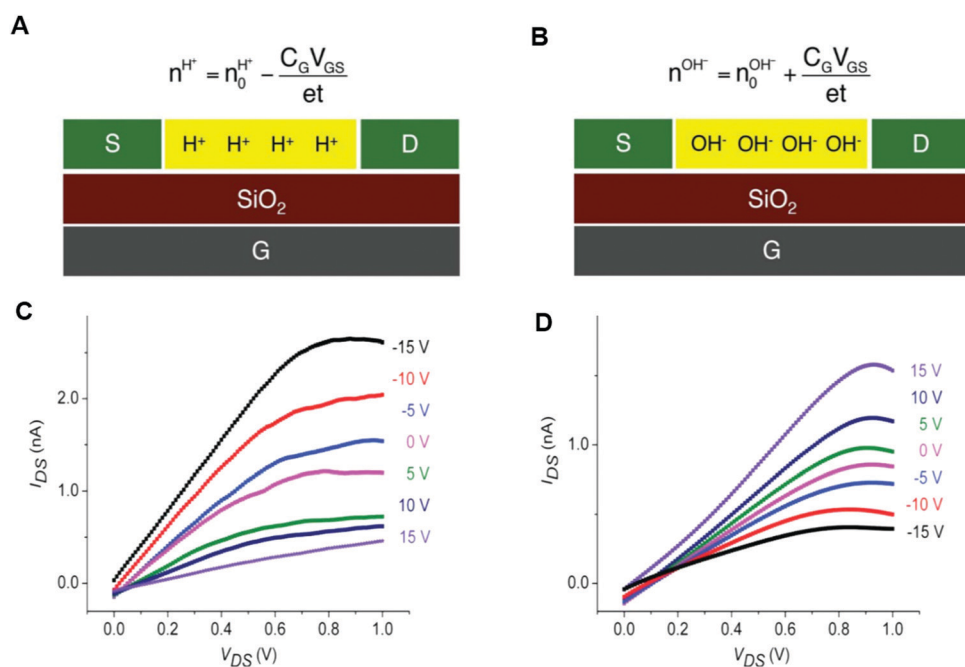 A
n^H⁺ = n₀^H⁺ − C_G V_GS / et
S H⁺ H⁺ H⁺ H⁺ D
SiO₂
G
B
n^OH⁻ = n₀^OH⁻ + C_G V_GS / et
S OH⁻ OH⁻ OH⁻ OH⁻ D
SiO₂
G
C
I_DS (nA)
2.0
1.0
0.0
-15 V
-10 V
-5 V
0 V
5 V
10 V
15 V
0.0 0.2 0.4 0.6 0.8 1.0
V_DS (V)
D
I_DS (nA)
1.0
0.0
15 V
10 V
5 V
0 V
-5 V
-10 V
-15 V
0.0 0.2 0.4 0.6 0.8 1.0
V_DS (V)